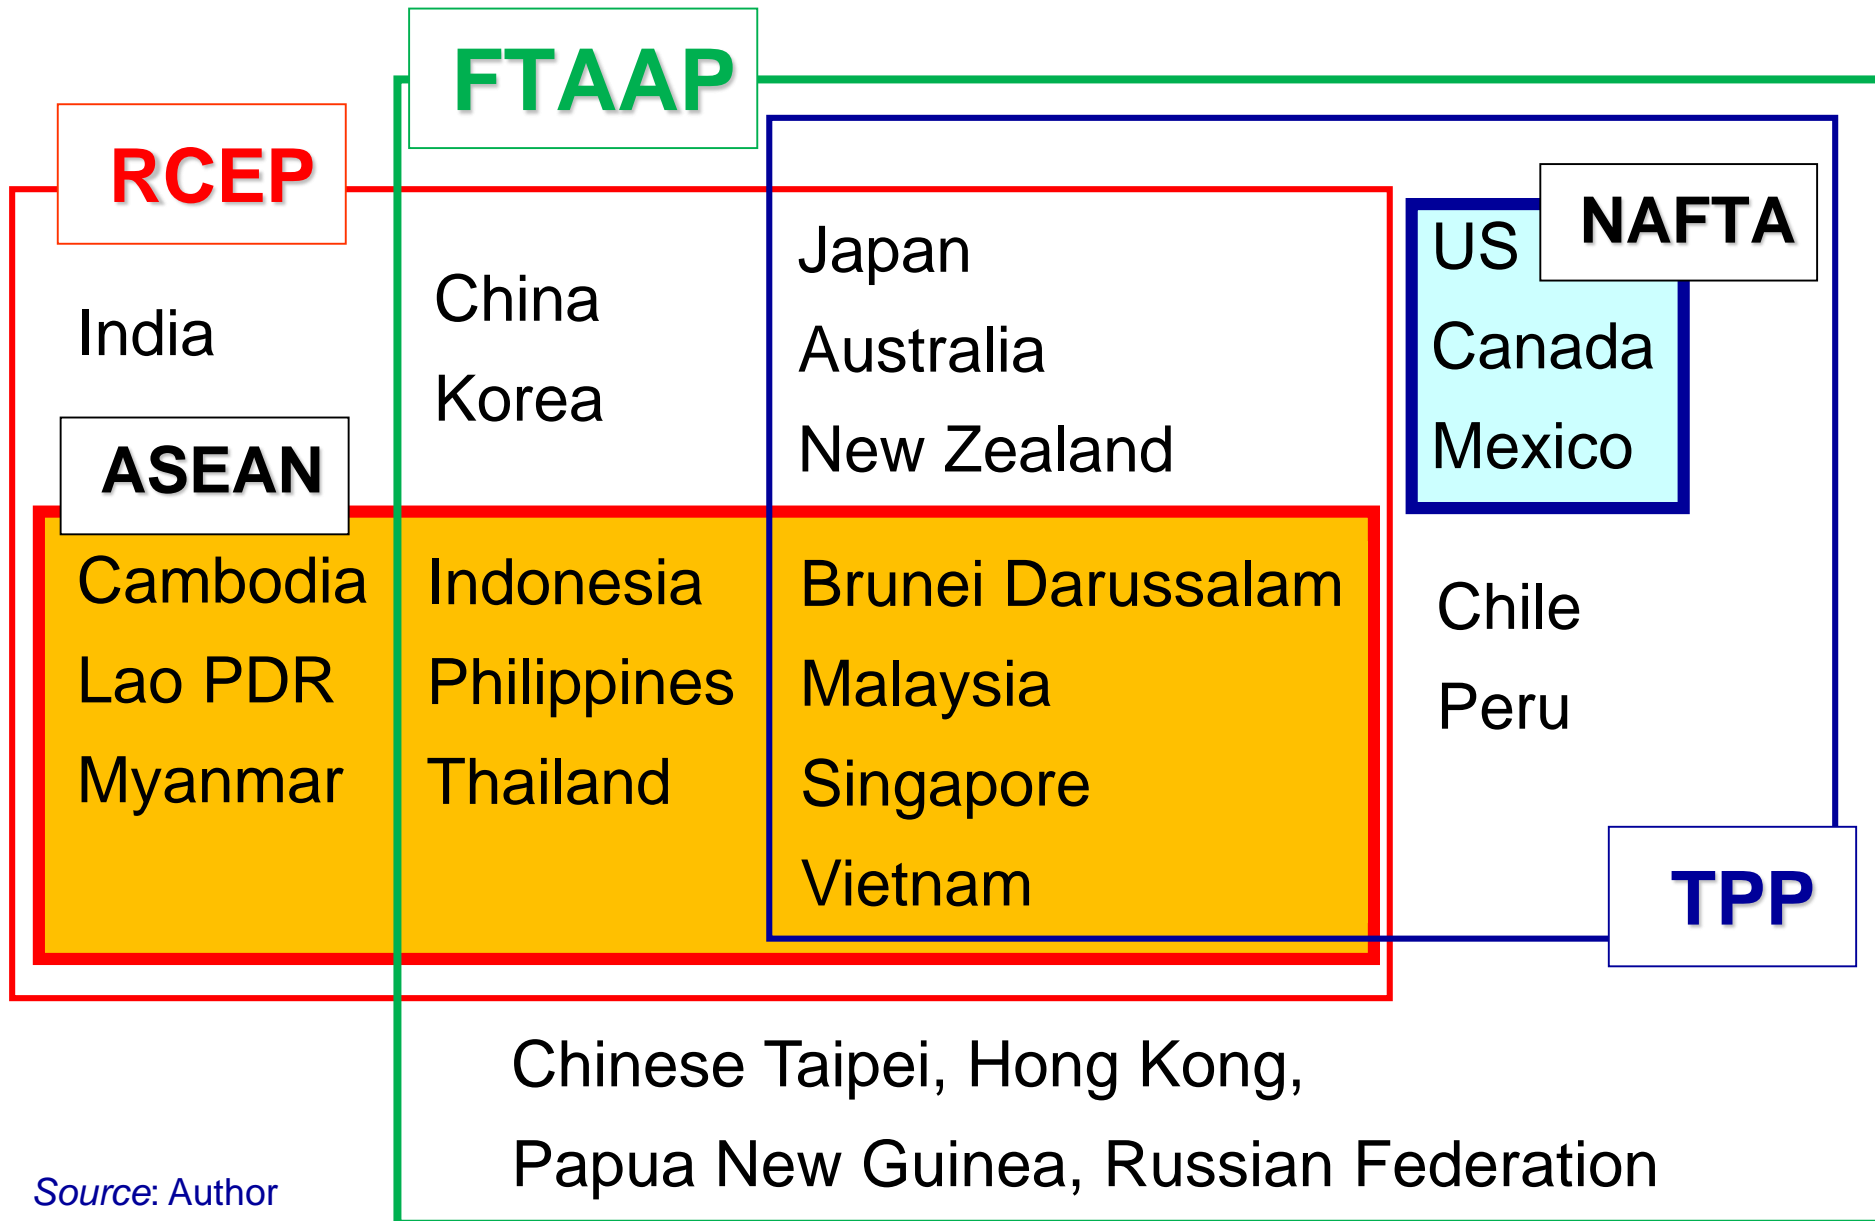 FTAAP
RCEP
NAFTA
India
China
Korea
Japan
Australia
New Zealand
US
Canada
Mexico
ASEAN
Cambodia
Lao PDR
Myanmar
Indonesia
Philippines
Thailand
Brunei Darussalam
Malaysia
Singapore
Vietnam
Chile
Peru
TPP
Chinese Taipei, Hong Kong,
Papua New Guinea, Russian Federation
Source: Author